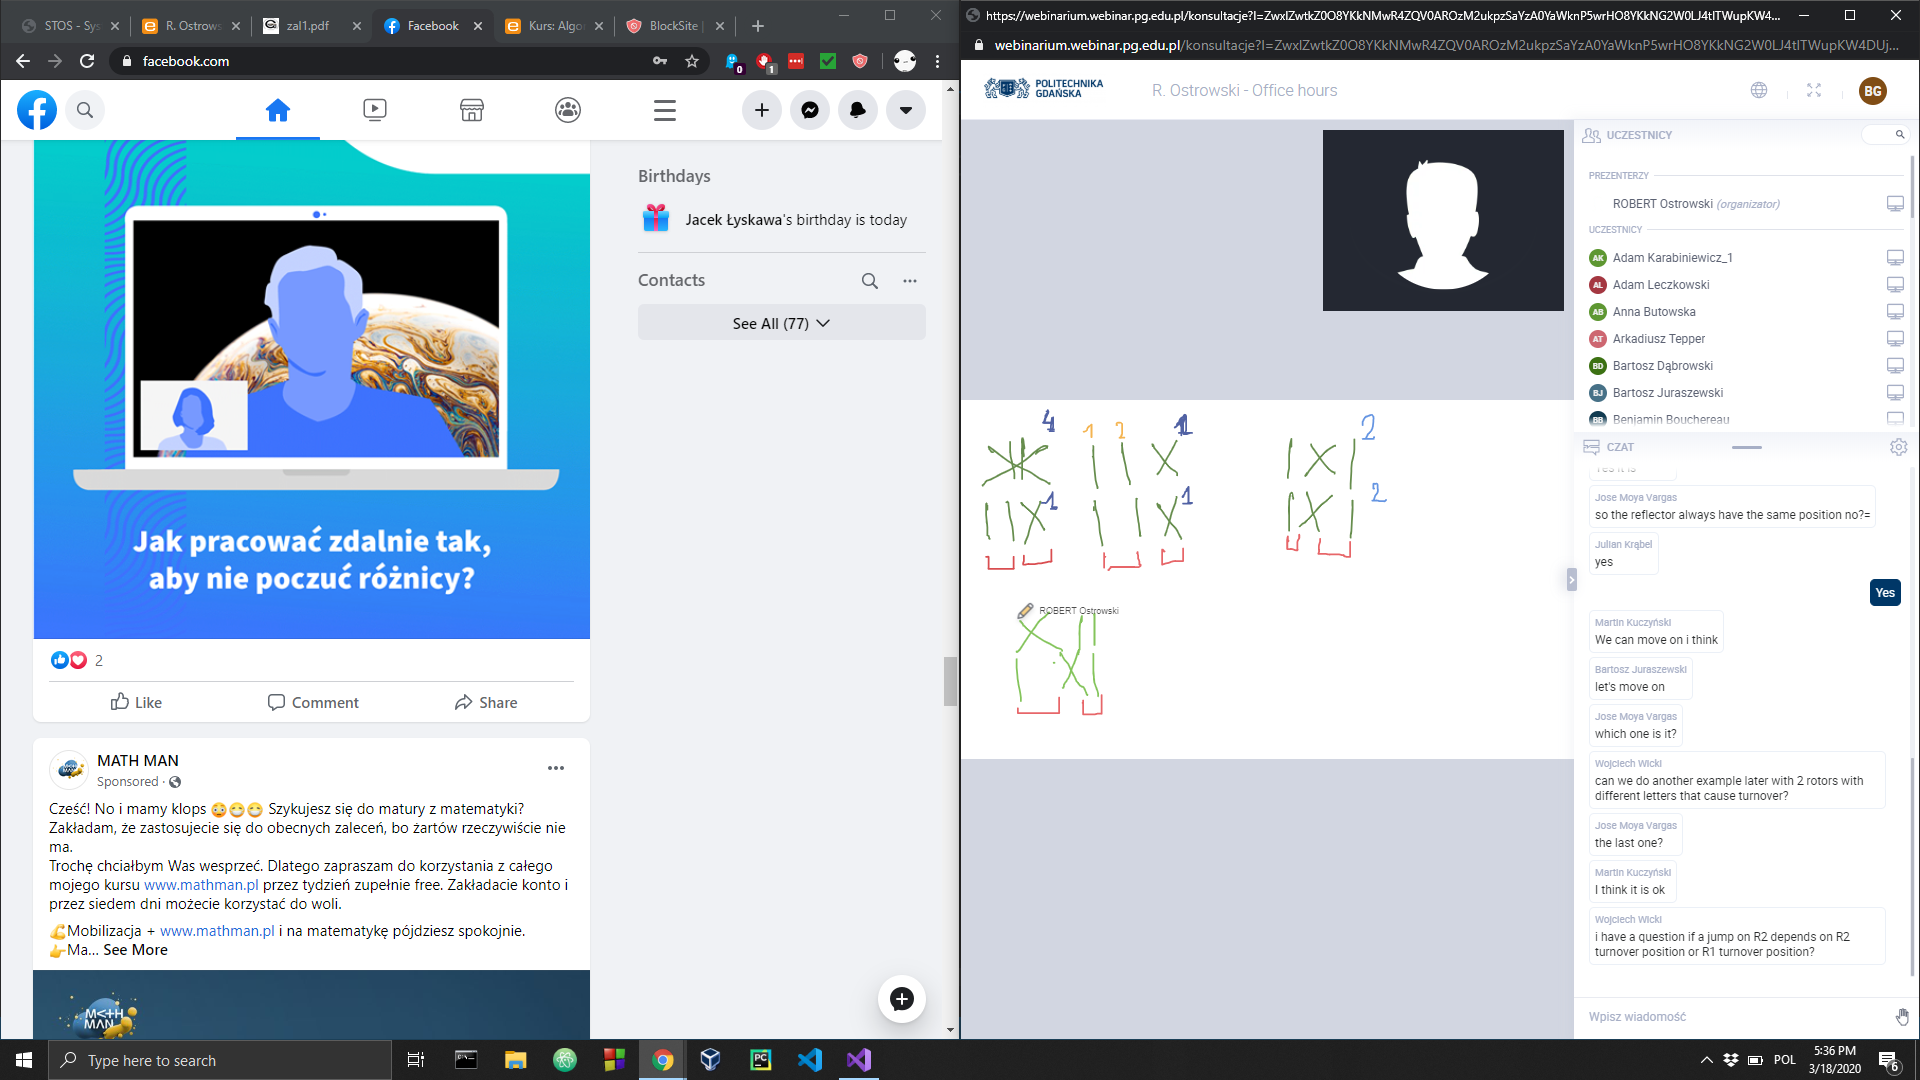 STOS - Sys
R. Ostrows
zal1.pdf
Facebook
Kurs: Algo
BlockSite |
facebook.com
0
1
Birthdays
Jacek Łyskawa's birthday is today
Contacts
See All (77)
Jak pracować zdalnie tak,
aby nie poczuć różnicy?
2
Like
Comment
Share
MATH MAN
Sponsored ·
Cześć! No i mamy klops 😳😁😁 Szykujesz się do matury z matematyki?
Zakładam, że zastosujecie się do obecnych zaleceń, bo żartów rzeczywiście nie
ma.
Trochę chciałbym Was wesprzeć. Dlatego zapraszam do korzystania z całego
mojego kursu www.mathman.pl przez tydzień zupełnie free. Zakładacie konto i
przez siedem dni możecie korzystać do woli.
💪Mobilizacja + www.mathman.pl i na matematykę pójdziesz spokojnie.
👉Ma... See More
MATH
MAN
webinarium.webinar.pg.edu.pl/konsultacje?
POLITECHNIKA
GDAŃSKA
R. Ostrowski - Office hours
BG
UCZESTNICY
PREZENTERZY
ROBERT Ostrowski (organizator)
UCZESTNICY
AK Adam Karabiniewicz_1
AL Adam Leczkowski
AB Anna Butowska
AT Arkadiusz Tepper
BD Bartosz Dąbrowski
BJ Bartosz Juraszewski
BB Benjamin Bouchereau
4 1 2 1 2
1 1 2
ROBERT Ostrowski
CZAT
Yes it is
Jose Moya Vargas
so the reflector always have the same position no?=
Julian Krąbel
yes
Yes
Martin Kuczyński
We can move on i think
Bartosz Juraszewski
let's move on
Jose Moya Vargas
which one is it?
Wojciech Wicki
can we do another example later with 2 rotors with
different letters that cause turnover?
Jose Moya Vargas
the last one?
Martin Kuczyński
I think it is ok
Wojciech Wicki
i have a question if a jump on R2 depends on R2
turnover position or R1 turnover position?
Wpisz wiadomość
Type here to search
POL
5:36 PM
3/18/2020
6